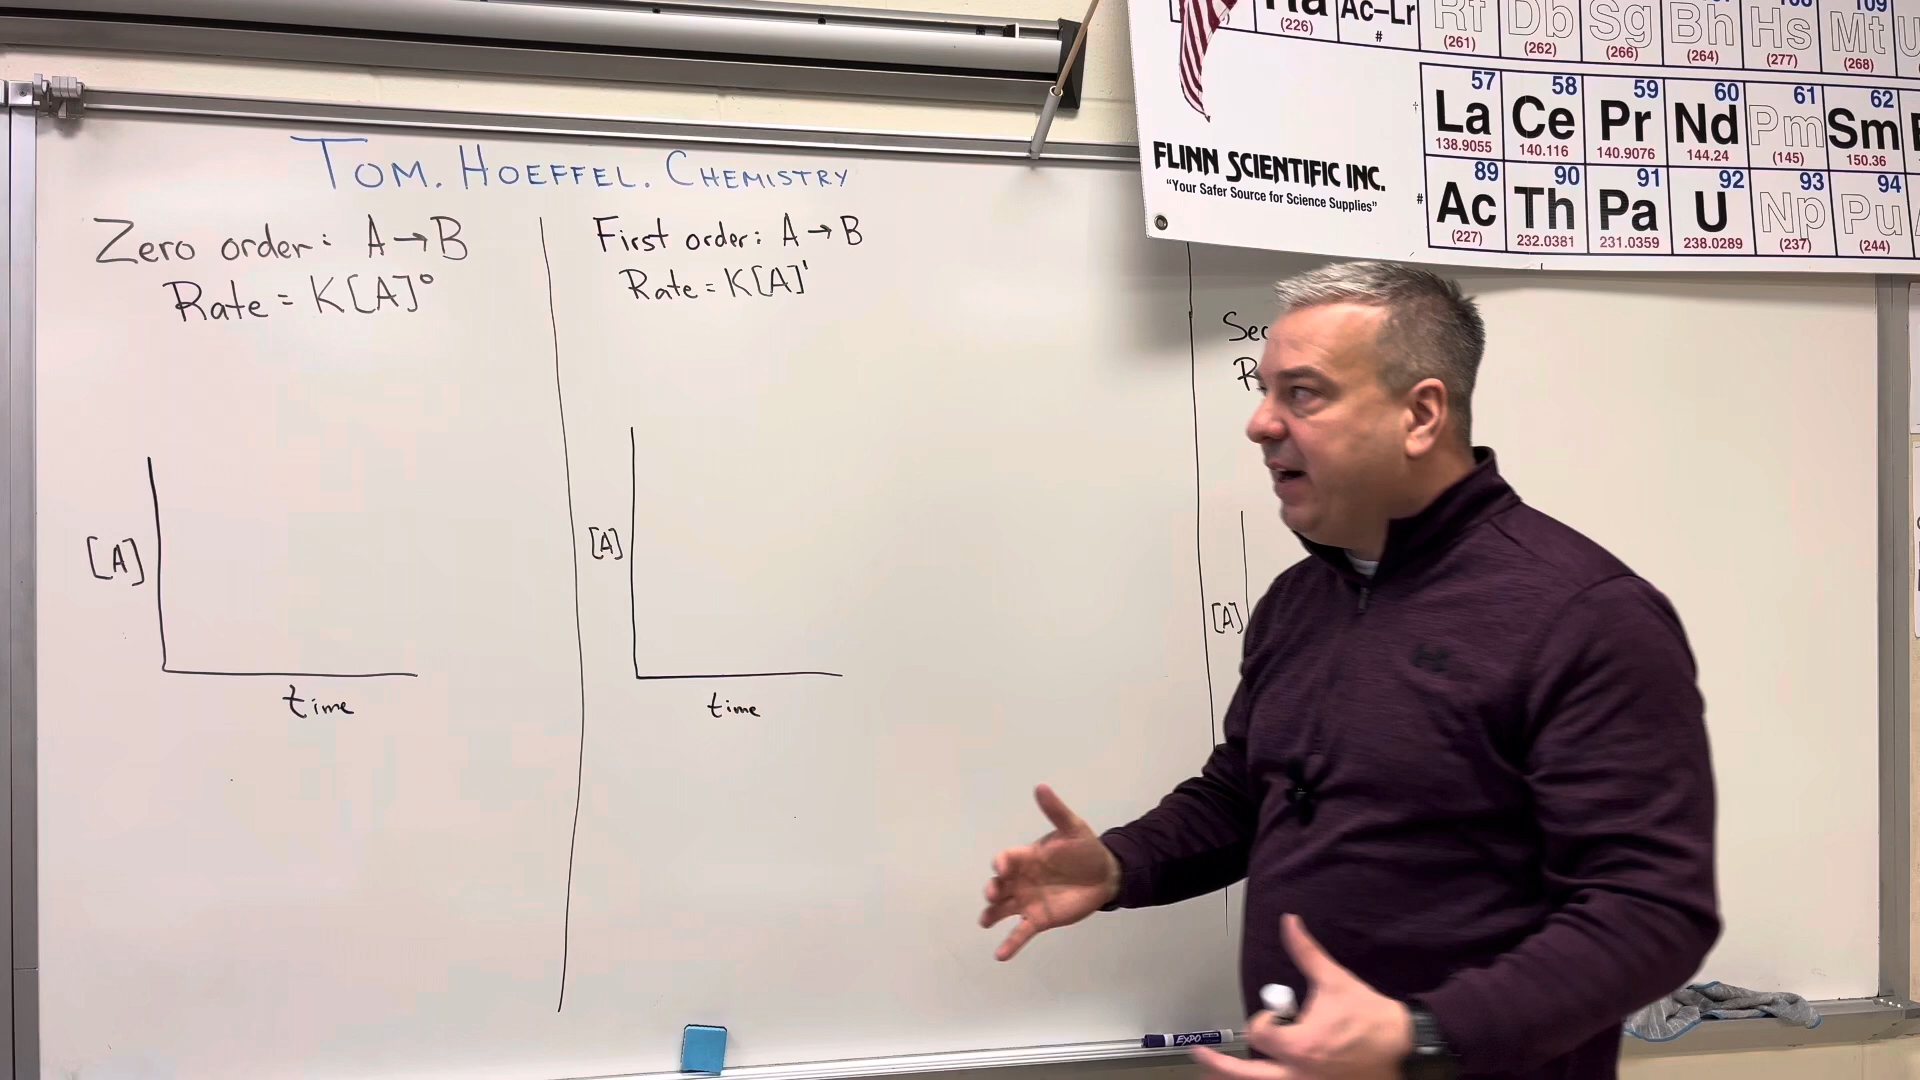 TOM. HOEFFEL. CHEMISTRY
Zero order: A → B
Rate = K[A]⁰
[A]
time
First order: A → B
Rate = K[A]¹
[A]
time
[A]
Ac–Lr
#
(226)
Rf
(261)
Db
(262)
Sg
(266)
Bh
(264)
Hs
(277)
109
Mt
(268)
†
57
La
138.9055
58
Ce
140.116
59
Pr
140.9076
60
Nd
144.24
61
Pm
(145)
62
Sm
150.36
#
89
Ac
(227)
90
Th
232.0381
91
Pa
231.0359
92
U
238.0289
93
Np
(237)
94
Pu
(244)
FLINN SCIENTIFIC INC.
“Your Safer Source for Science Supplies”
EXPO